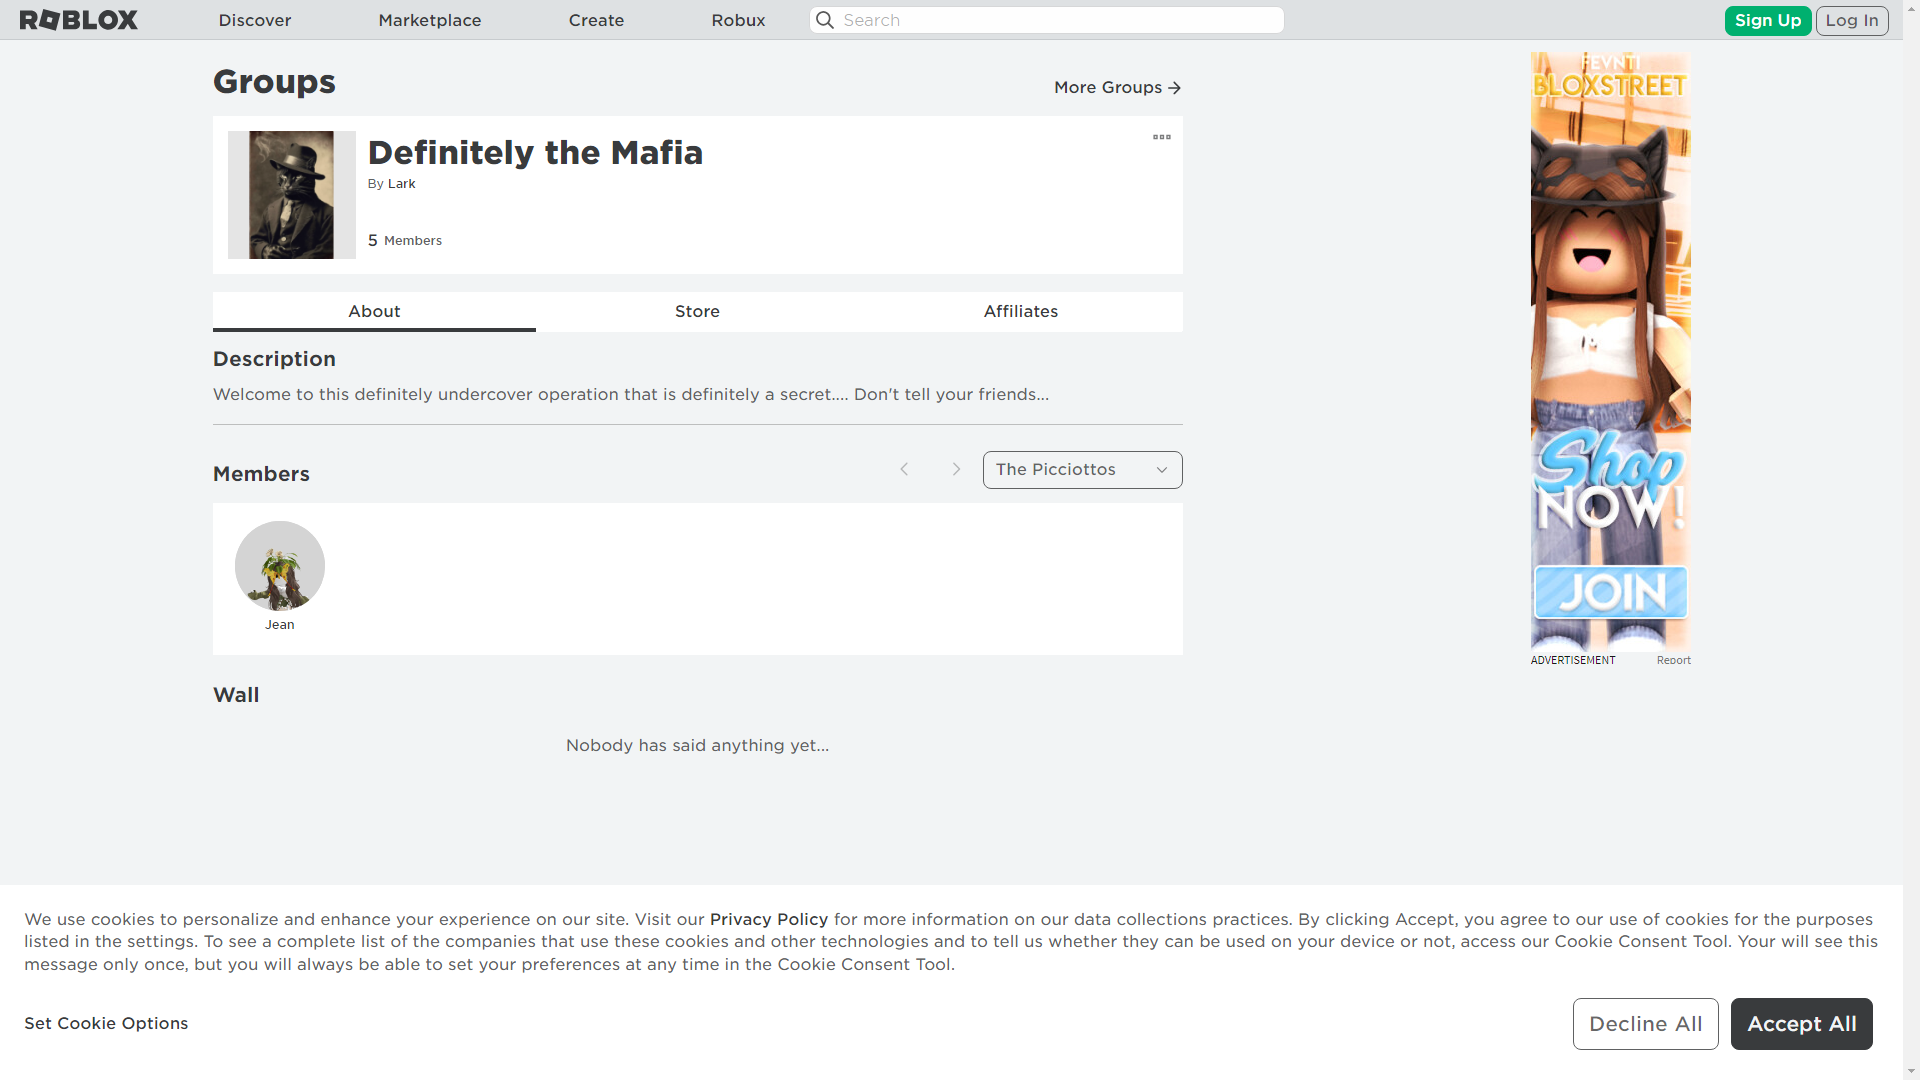 ROBLOX
Discover
Marketplace
Create
Robux
Search
Sign Up
Log In
Groups
More Groups
Definitely the Mafia
By Lark
5 Members
About
Store
Affiliates
Description
Welcome to this definitely undercover operation that is definitely a secret.... Don't tell your friends...
Members
The Picciottos
Jean
Wall
Nobody has said anything yet...
FEVNTI
BLOXSTREET
Shop
NOW!
JOIN
ADVERTISEMENT
Report
We use cookies to personalize and enhance your experience on our site. Visit our Privacy Policy for more information on our data collections practices. By clicking Accept, you agree to our use of cookies for the purposes
listed in the settings. To see a complete list of the companies that use these cookies and other technologies and to tell us whether they can be used on your device or not, access our Cookie Consent Tool. Your will see this
message only once, but you will always be able to set your preferences at any time in the Cookie Consent Tool.
Set Cookie Options
Decline All
Accept All